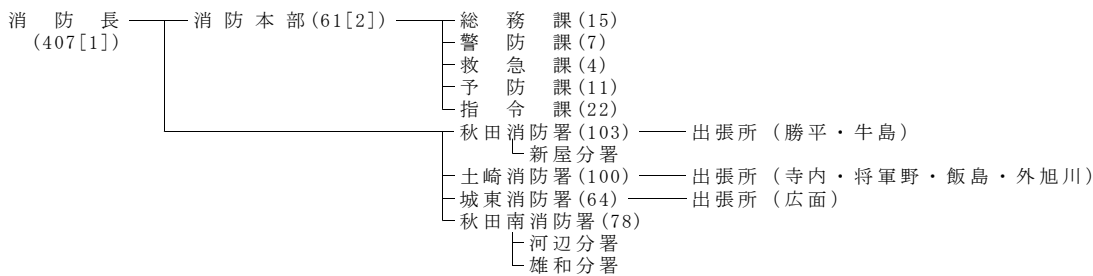 消防長 消防本部(61[2]) 総務課(15)
(407[1]) 警防課(7)
救急課(4)
予防課(11)
指令課(22)
秋田消防署(103) 出張所(勝平・牛島)
新屋分署
土崎消防署(100) 出張所(寺内・将軍野・飯島・外旭川)
城東消防署(64) 出張所(広面)
秋田南消防署(78)
河辺分署
雄和分署